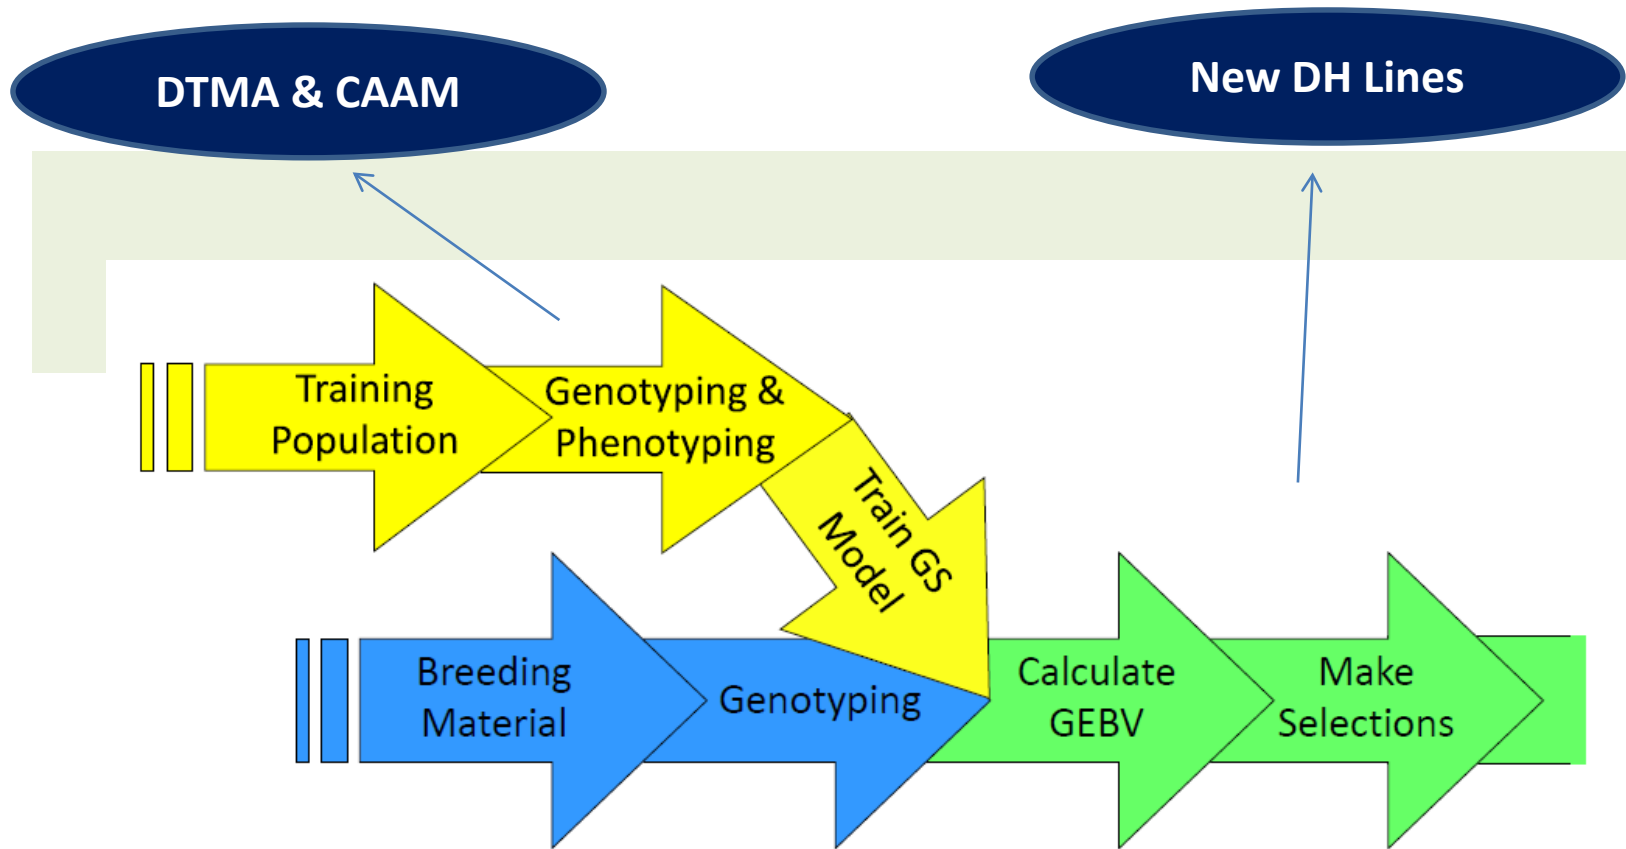 DTMA & CAAM
New DH Lines
Training
Population
Genotyping &
Phenotyping
Train GS
Model
Breeding
Material
Genotyping
Calculate
GEBV
Make
Selections